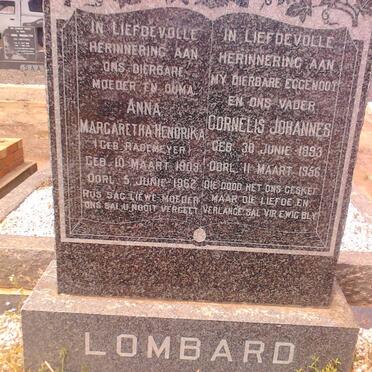 IN LIEFDEVOLLE
HERINNERING AAN
ONS DIERBARE
MOEDER EN OUMA
ANNA
MARGARETHA HENDRIKA
(GEB. RADEMEYER)
GEB. 10 MAART 1909
OORL. 5 JUNIE 1962
RUS SAG LIEWE MOEDER
ONS SAL U NOOIT VERGEET
IN LIEFDEVOLLE
HERINNERING AAN
MY DIERBARE EGGENOOT
EN ONS VADER
CORNELIS JOHANNES
GEB. 30 JUNIE 1893
OORL. 11 MAART 1956
DIE DOOD HET ONS GESKEI
MAAR DIE LIEFDE EN
VERLANGE SAL VIR EWIG BLY
LOMBARD